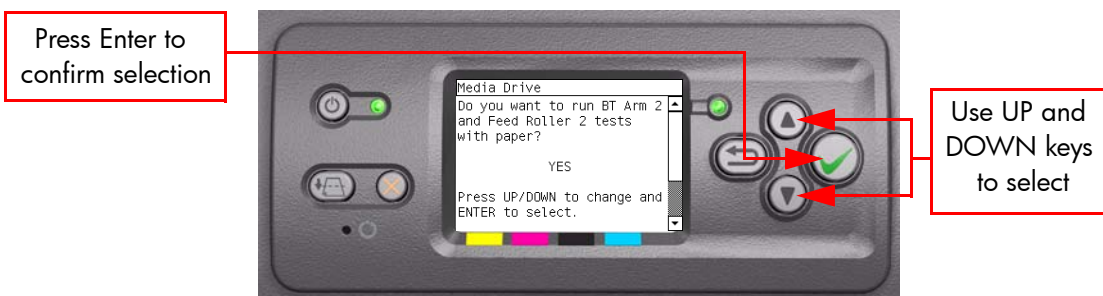 Press Enter to
confirm selection
Media Drive
Do you want to run BT Arm 2
and Feed Roller 2 tests
with paper?
YES
Press UP/DOWN to change and
ENTER to select.
Use UP and
DOWN keys
to select